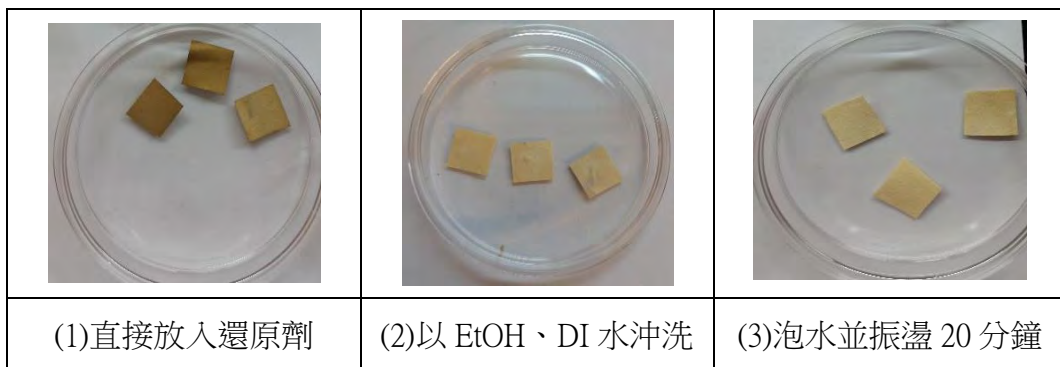 (1)直接放入還原劑
(2)以 EtOH、DI 水沖洗
(3)泡水並振盪 20 分鐘